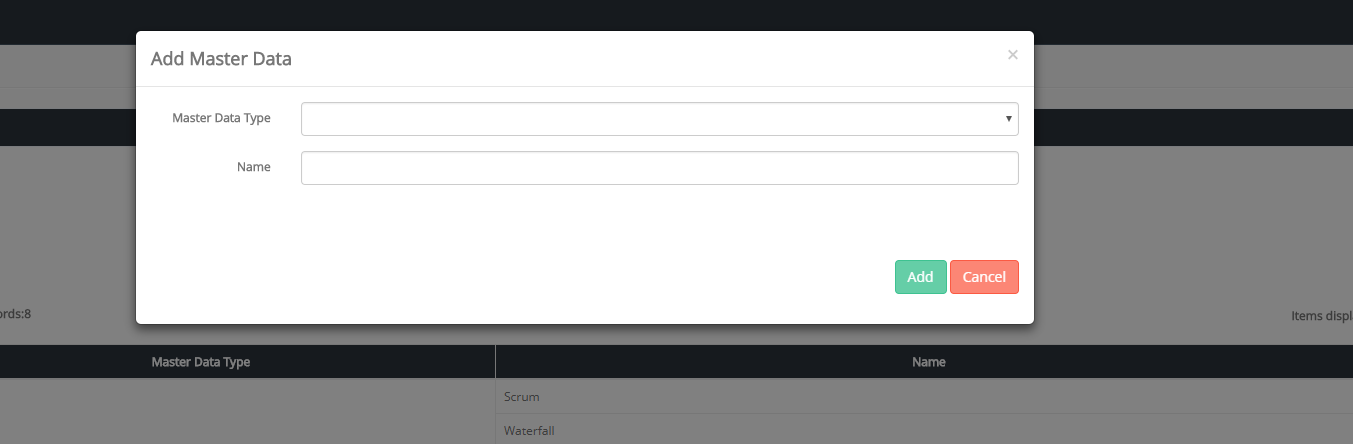 Add Master Data ×
Master Data Type
Name
Add Cancel
ords:8
Items displ
Master Data Type Name
Scrum
Waterfall